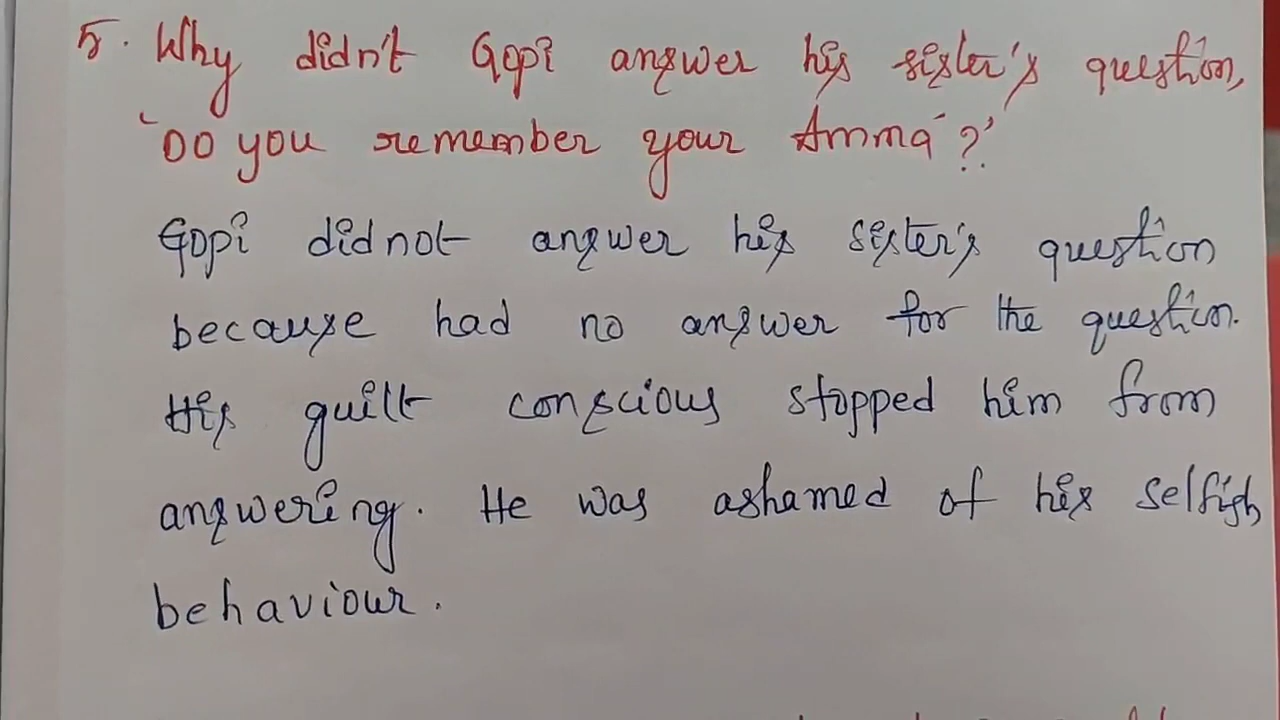 5. Why didn't Gopi answer his sister's question,
'Do you remember your Amma'?'
Gopi did not answer his sister's question
because had no answer for the question.
His guilt conscious stopped him from
answering. He was ashamed of his selfish
behaviour.